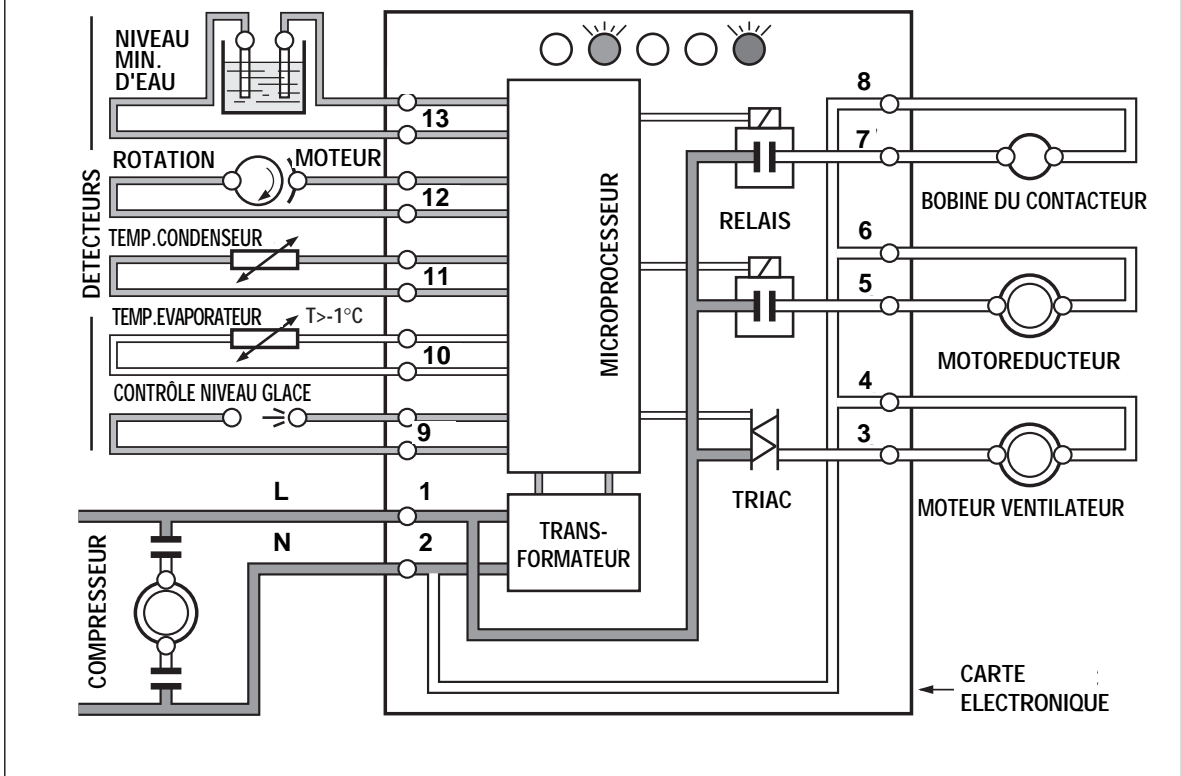 NIVEAU
MIN.
D'EAU
13
ROTATION
MOTEUR
12
TEMP.CONDENSEUR
11
TEMP.EVAPORATEUR
T>-1°C
10
CONTRÔLE NIVEAU GLACE
9
DETECTEURS
MICROPROCESSEUR
RELAIS
TRIAC
8
7
BOBINE DU CONTACTEUR
6
5
MOTOREDUCTEUR
4
3
MOTEUR VENTILATEUR
L
1
N
2
TRANS-
FORMATEUR
COMPRESSEUR
CARTE
ELECTRONIQUE